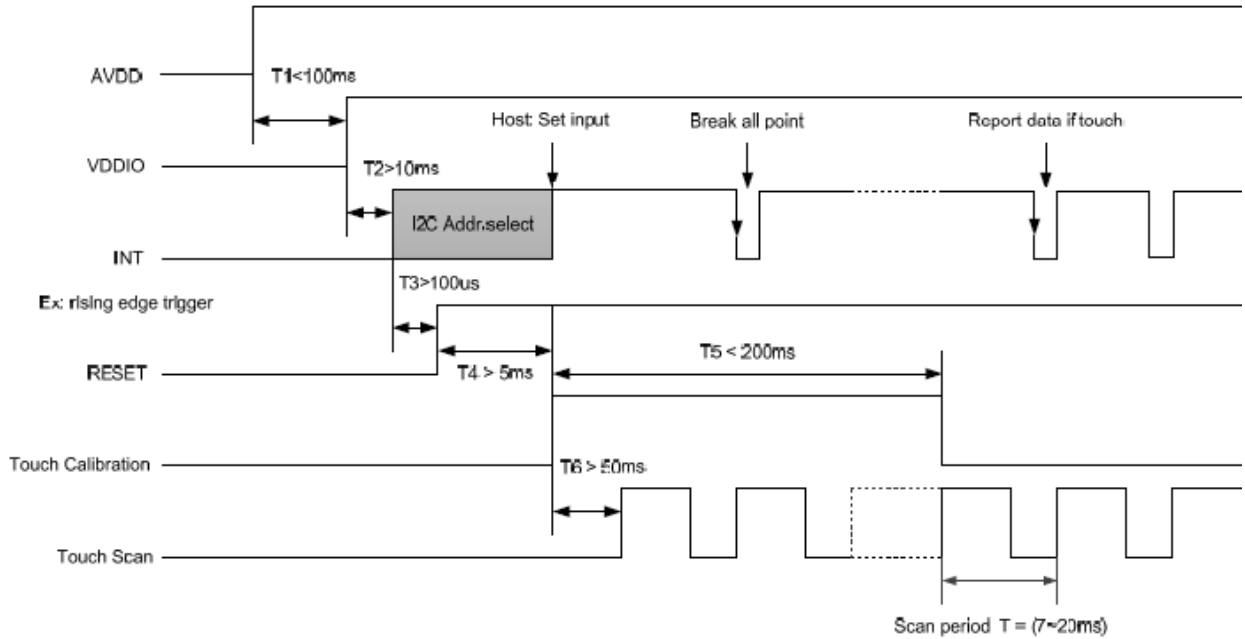 AVDD
T1<100ms
Host: Set input
Break all point
Report data if touch
VDDIO
T2>10ms
I2C Addr.select
INT
T3>100us
Ex: rising edge trigger
T5 < 200ms
RESET
T4 > 5ms
Touch Calibration
T6 > 50ms
Touch Scan
Scan period T = (7~20ms)